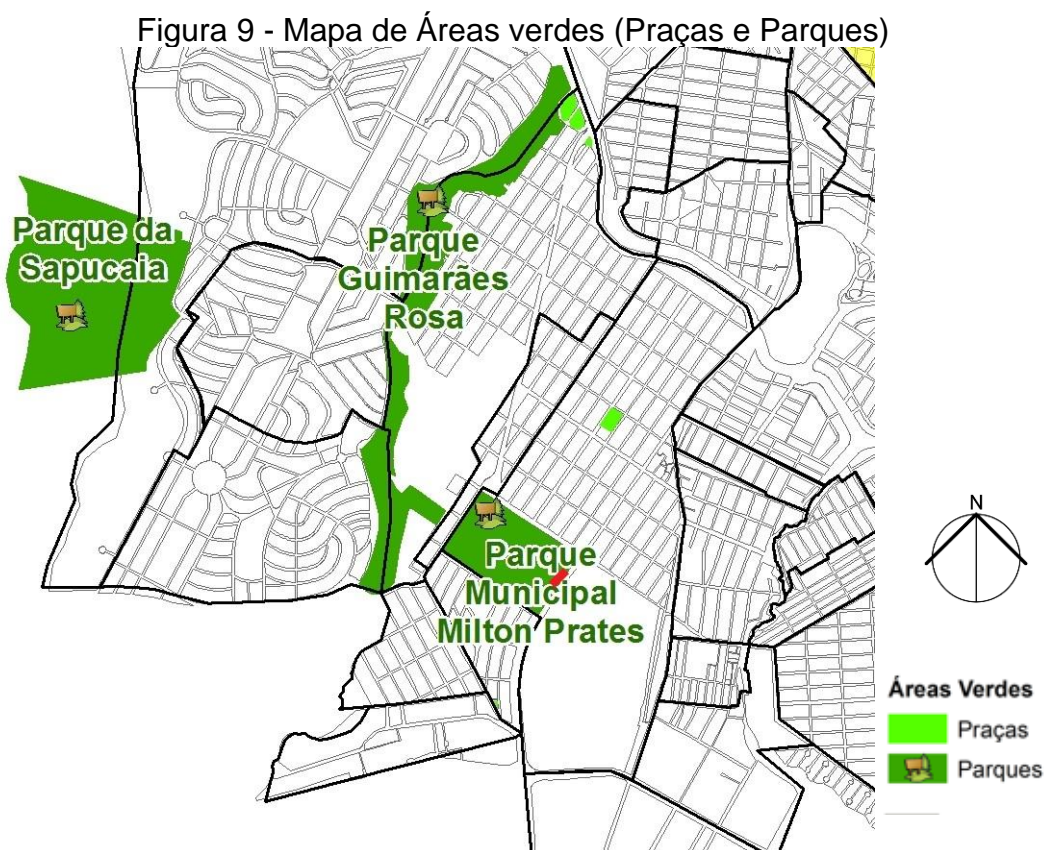 Figura 9 - Mapa de Áreas verdes (Praças e Parques)
Parque da
Sapucaia
Parque
Guimarães
Rosa
Parque
Municipal
Milton Prates
N
Áreas Verdes
Praças
Parques